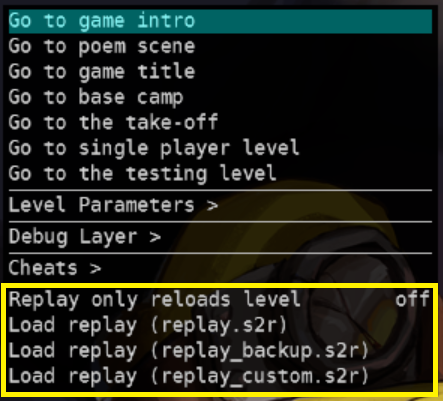 Go to game intro
Go to poem scene
Go to game title
Go to base camp
Go to the take-off
Go to single player level
Go to the testing level
Level Parameters >
Debug Layer >
Cheats >
Replay only reloads level off
Load replay (replay.s2r)
Load replay (replay_backup.s2r)
Load replay (replay_custom.s2r)